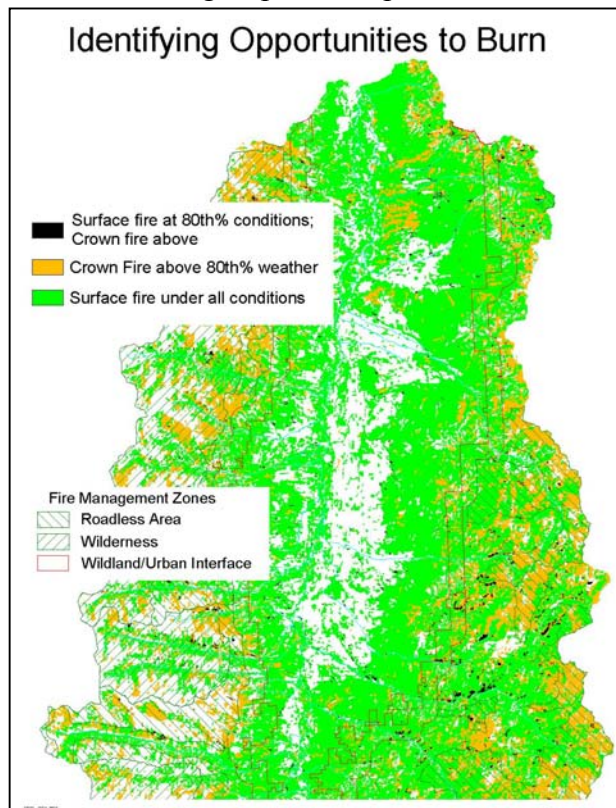 Identifying Opportunities to Burn
Surface fire at 80th% conditions;
Crown fire above
Crown Fire above 80th% weather
Surface fire under all conditions
Fire Management Zones
Roadless Area
Wilderness
Wildland/Urban Interface